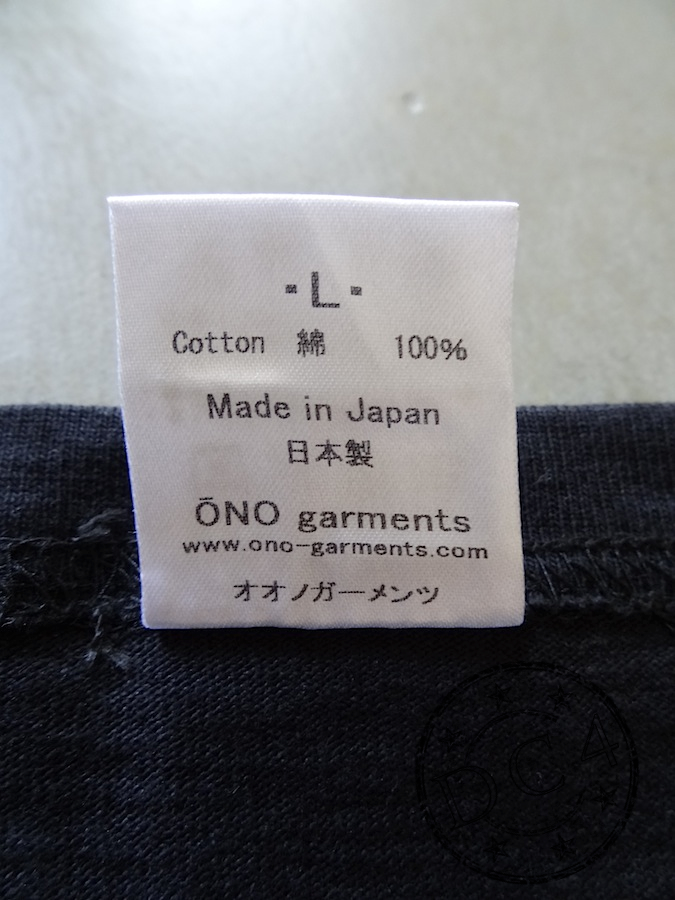 -L-
Cotton 綿 100%
Made in Japan
日本製
ŌNO garments
www.ono-garments.com
オオノガーメンツ
DC4